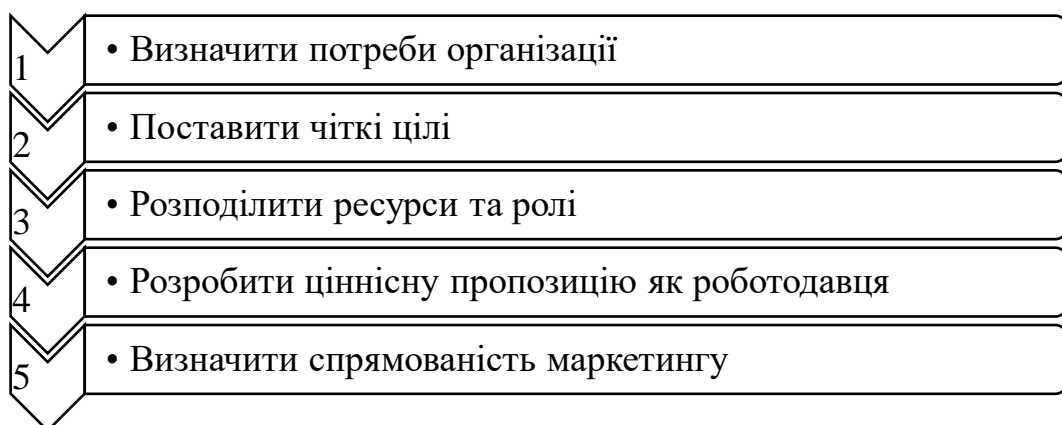 1 • Визначити потреби організації
2 • Поставити чіткі цілі
3 • Розподілити ресурси та ролі
4 • Розробити ціннісну пропозицію як роботодавця
5 • Визначити спрямованість маркетингу